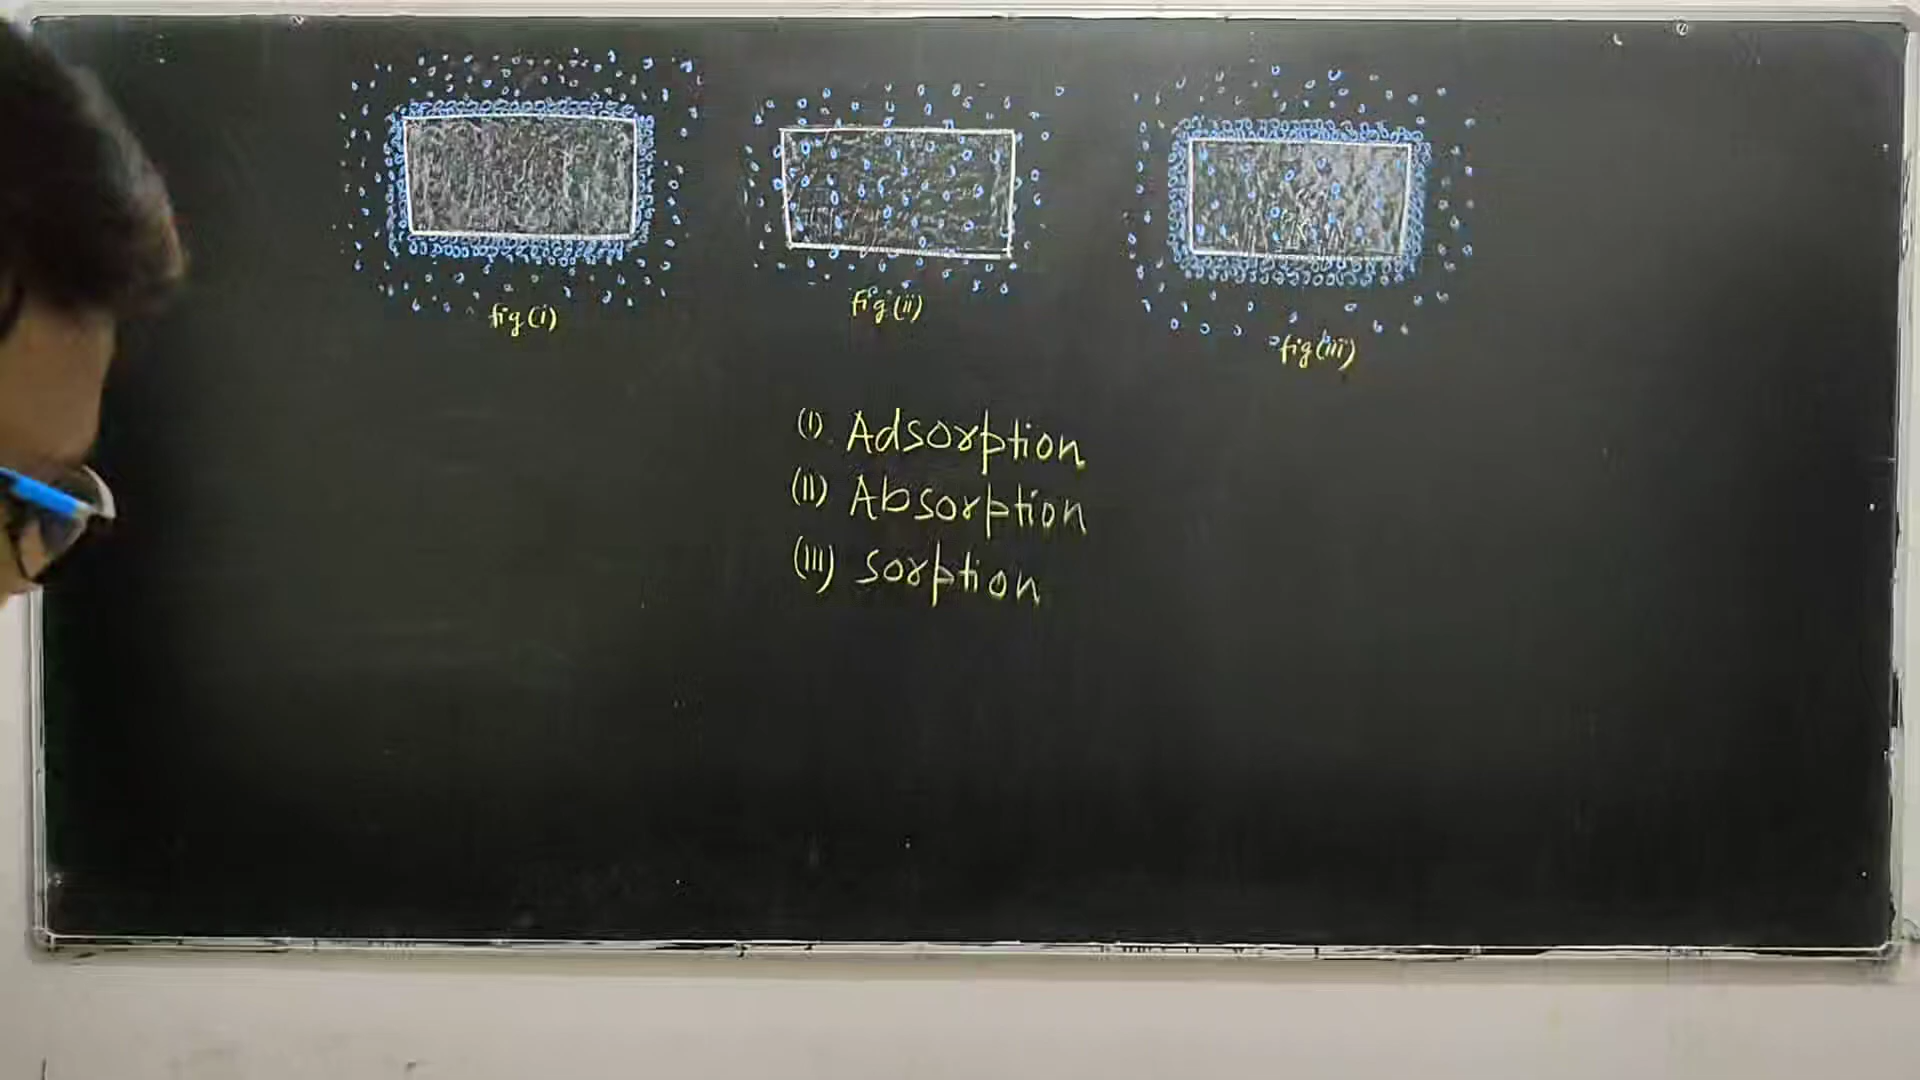 fig (i)
Fig (ii)
fig (iii)
(i) Adsorption
(ii) Absorption
(iii) Sorption